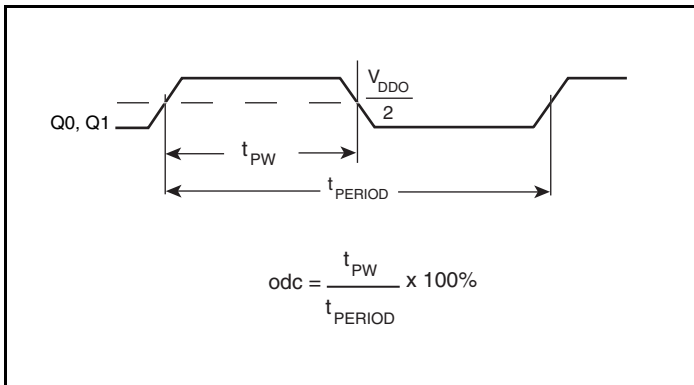 V_DDO
2
Q0, Q1
t_PW
t_PERIOD
odc = t_PW / t_PERIOD x 100%